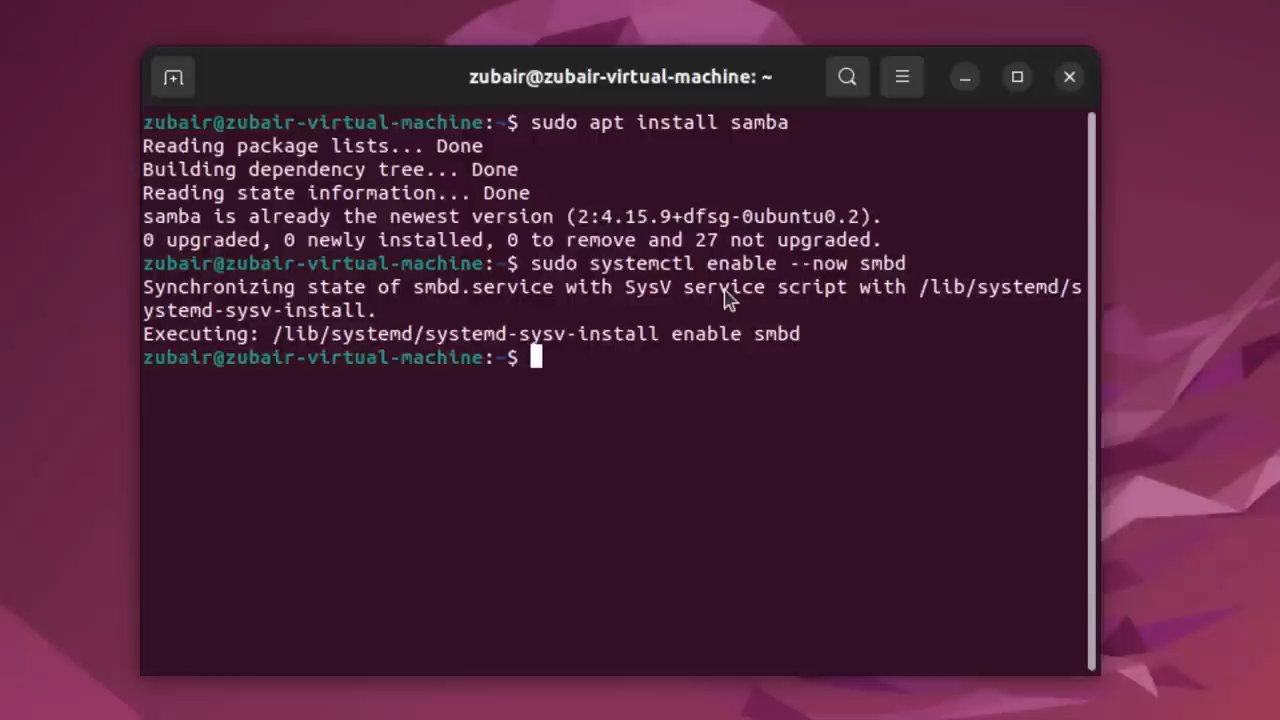 zubair@zubair-virtual-machine: ~
zubair@zubair-virtual-machine:~$ sudo apt install samba
Reading package lists... Done
Building dependency tree... Done
Reading state information... Done
samba is already the newest version (2:4.15.9+dfsg-0ubuntu0.2).
0 upgraded, 0 newly installed, 0 to remove and 27 not upgraded.
zubair@zubair-virtual-machine:~$ sudo systemctl enable --now smbd
Synchronizing state of smbd.service with SysV service script with /lib/systemd/s
ystemd-sysv-install.
Executing: /lib/systemd/systemd-sysv-install enable smbd
zubair@zubair-virtual-machine:~$